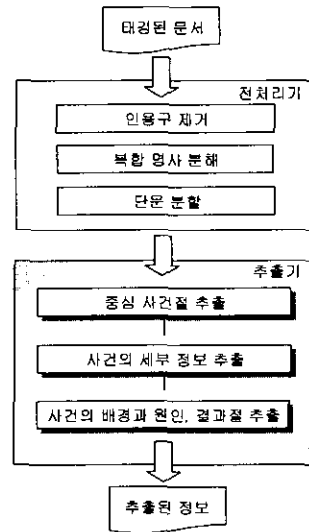 태깅된 문서
전처리기
인용구 제거
복합 명사 분해
단문 분할
추출기
중심 사건절 추출
사건의 세부 정보 추출
사건의 배경과 원인, 결과절 추출
추출된 정보